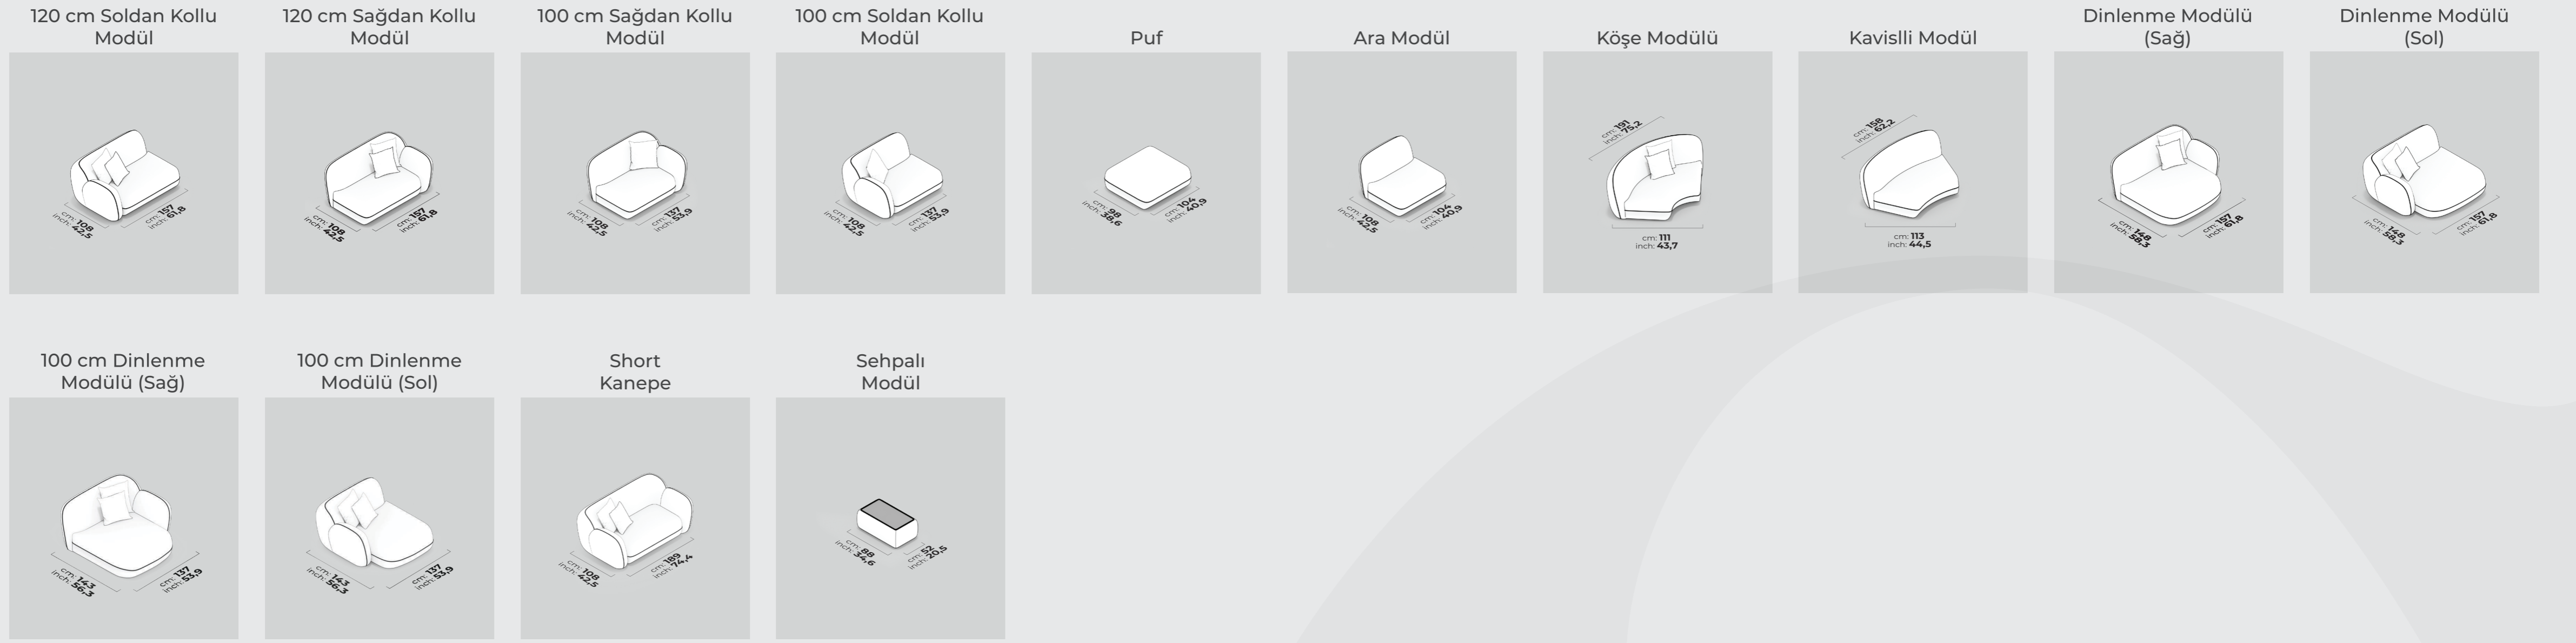 120 cm Soldan Kollu
Modül
cm: 108
inch: 42,5
cm: 157
inch: 61,8
120 cm Sağdan Kollu
Modül
cm: 108
inch: 42,5
cm: 157
inch: 61,8
100 cm Sağdan Kollu
Modül
cm: 108
inch: 42,5
cm: 137
inch: 53,9
100 cm Soldan Kollu
Modül
cm: 108
inch: 42,5
cm: 137
inch: 53,9
Puf
cm: 98
inch: 38,6
cm: 104
inch: 40,9
Ara Modül
cm: 108
inch: 42,5
cm: 104
inch: 40,9
Köşe Modülü
cm: 191
inch: 75,2
cm: 111
inch: 43,7
Kavislli Modül
cm: 158
inch: 62,2
cm: 113
inch: 44,5
Dinlenme Modülü
(Sağ)
cm: 148
inch: 58,3
cm: 157
inch: 61,8
Dinlenme Modülü
(Sol)
cm: 148
inch: 58,3
cm: 157
inch: 61,8
100 cm Dinlenme
Modülü (Sağ)
cm: 143
inch: 56,3
cm: 137
inch: 53,9
100 cm Dinlenme
Modülü (Sol)
cm: 143
inch: 56,3
cm: 137
inch: 53,9
Short
Kanepe
cm: 108
inch: 42,5
cm: 189
inch: 74,4
Sehpalı
Modül
cm: 88
inch: 34,6
cm: 52
inch: 20,5